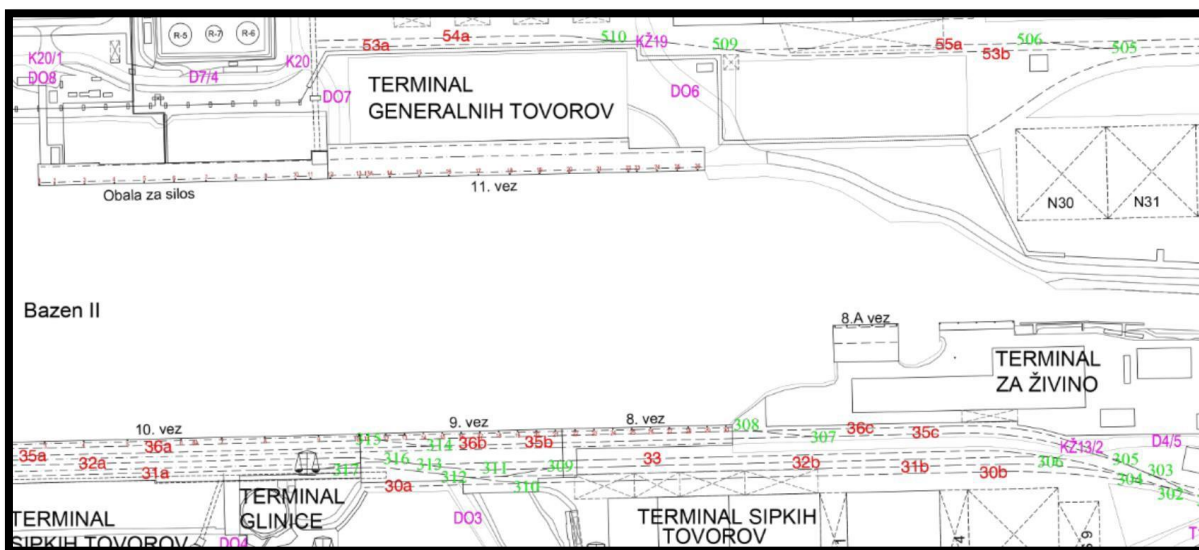 R-5
R-7
R-6
53a
54a
510
KŽ19
509
55a
53b
506
505
K20/1
DO8
D7/4
K20
DO7
DO6
TERMINAL
GENERALNIH TOVOROV
N30
N31
Obala za silos
11. vez
Bazen II
8.A vez
TERMINAL
ZA ŽIVINO
10. vez
9. vez
8. vez
308
307
36c
35c
35a
32a
36a
31a
315
314
36b
35b
316
313
317
312
311
309
310
30a
33
32b
31b
30b
306
KŽ13/2
D4/5
305
304
303
302
TERMINAL
GLINICE
DO3
TERMINAL
SIPKIH TOVOROV
DO4
TERMINAL SIPKIH
TOVOROV